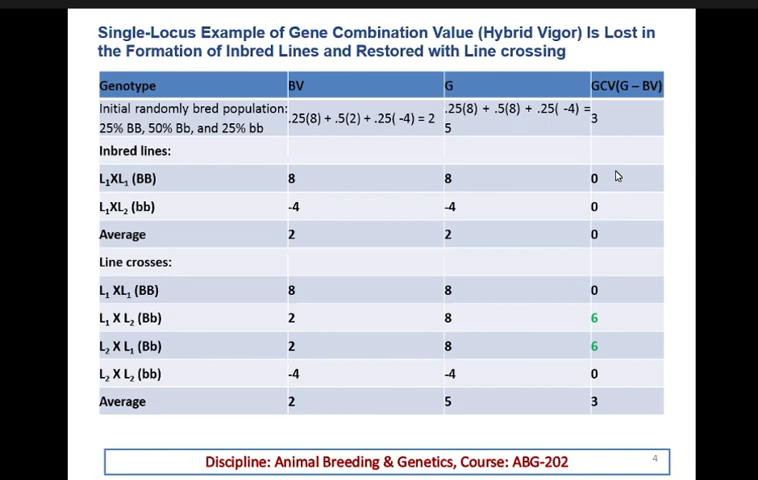 Single-Locus Example of Gene Combination Value (Hybrid Vigor) Is Lost in
the Formation of Inbred Lines and Restored with Line crossing
Genotype BV G GCV(G – BV)
Initial randomly bred population:
25% BB, 50% Bb, and 25% bb
.25(8) + .5(2) + .25( -4) = 2
.25(8) + .5(8) + .25( -4) =
5
3
Inbred lines:
L₁XL₁ (BB) 8 8 0
L₁XL₂ (bb) -4 -4 0
Average 2 2 0
Line crosses:
L₁ XL₁ (BB) 8 8 0
L₁ X L₂ (Bb) 2 8 6
L₂ X L₁ (Bb) 2 8 6
L₂ X L₂ (bb) -4 -4 0
Average 2 5 3
Discipline: Animal Breeding & Genetics, Course: ABG-202
4